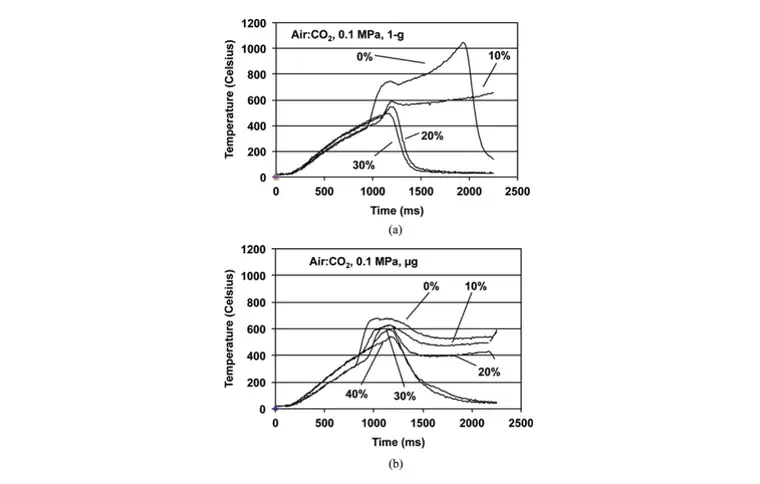 1200
Air:CO₂, 0.1 MPa, 1-g
1000
0%
10%
800
600
400
20%
200
30%
0
0 500 1000 1500 2000 2500
Temperature (Celsius)
Time (ms)
(a)
1200
Air:CO₂, 0.1 MPa, µg
1000
0% 10%
800
600
400
20%
200
40% 30%
0
0 500 1000 1500 2000 2500
Temperature (Celsius)
Time (ms)
(b)